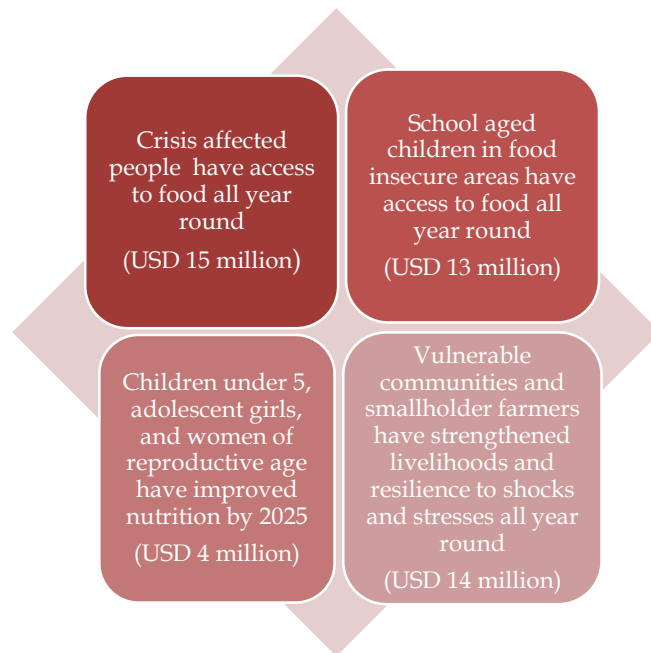 Crisis affected
people have access
to food all year
round
(USD 15 million)
School aged
children in food
insecure areas have
access to food all
year round
(USD 13 million)
Children under 5,
adolescent girls,
and women of
reproductive age
have improved
nutrition by 2025
(USD 4 million)
Vulnerable
communities and
smallholder farmers
have strengthened
livelihoods and
resilience to shocks
and stresses all year
round
(USD 14 million)